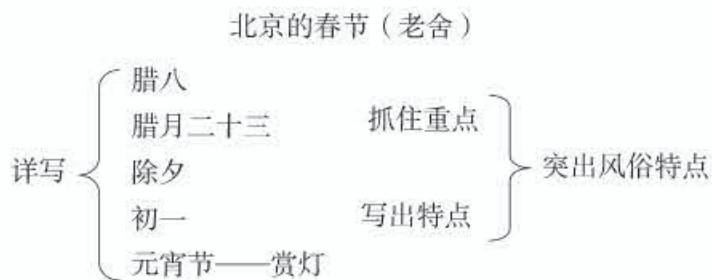 北京的春节（老舍）
腊八
腊月二十三
抓住重点
详写
除夕
突出风俗特点
初一
写出特点
元宵节——赏灯